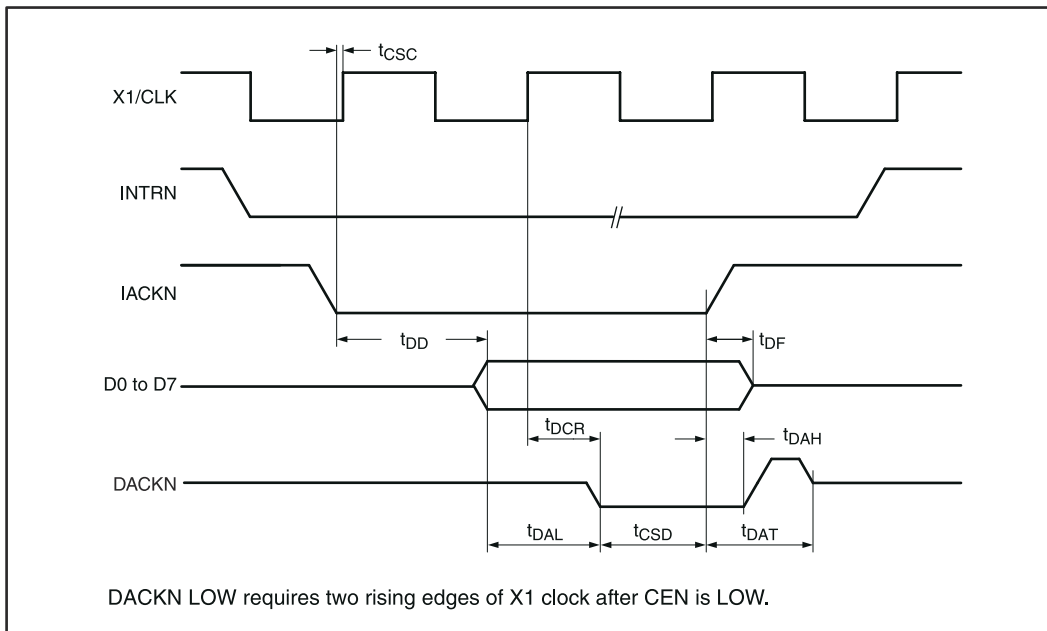 tCSC
X1/CLK
INTRN
IACKN
tDD
tDF
D0 to D7
tDCR
tDAH
DACKN
tDAL
tCSD
tDAT
DACKN LOW requires two rising edges of X1 clock after CEN is LOW.